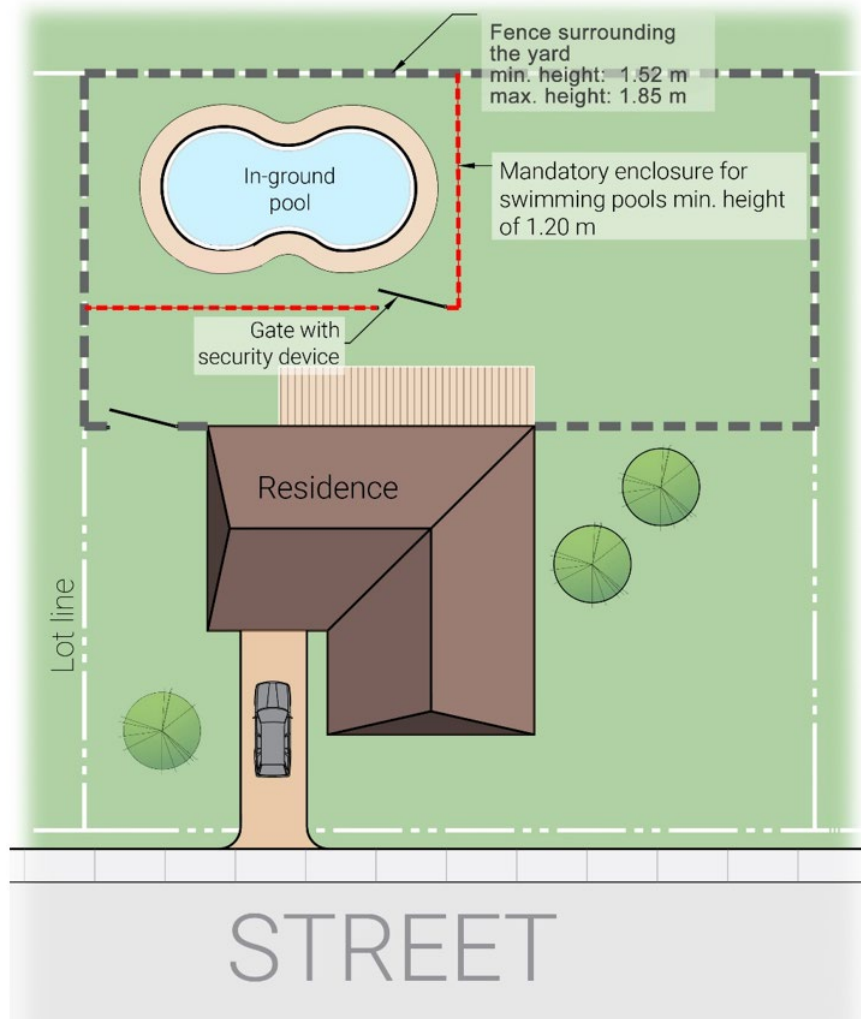 Fence surrounding
the yard
min. height: 1.52 m
max. height: 1.85 m
In-ground
pool
Mandatory enclosure for
swimming pools min. height
of 1.20 m
Gate with
security device
Residence
Lot line
STREET